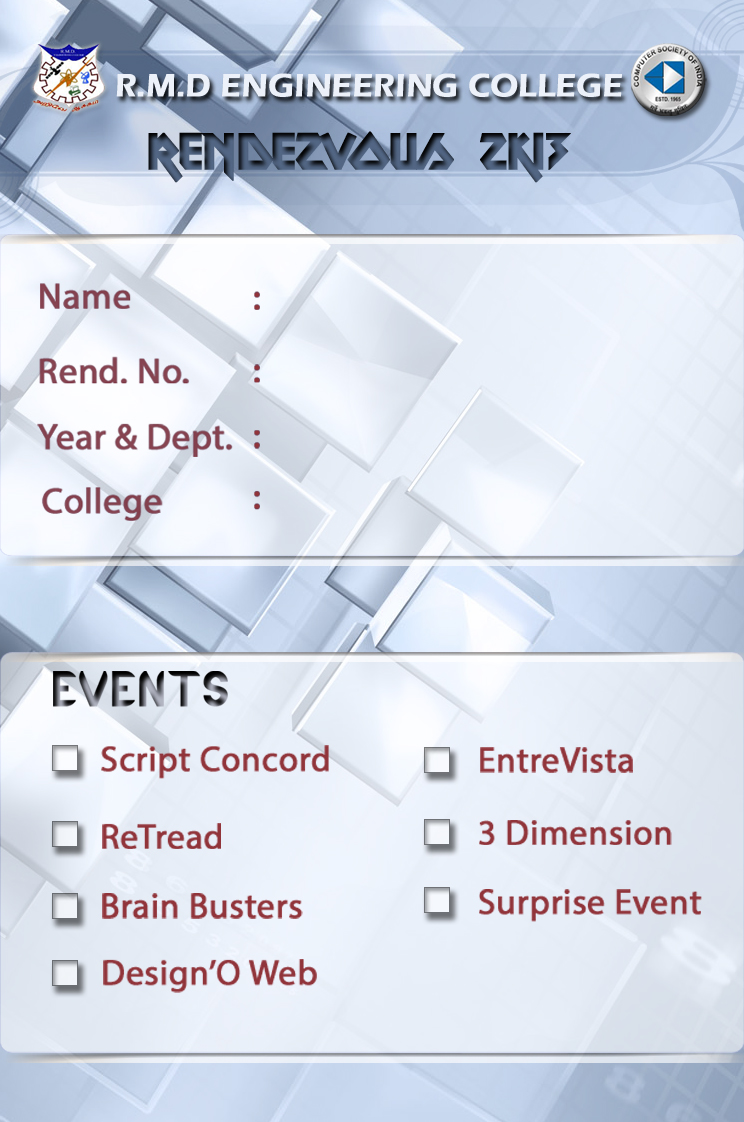 R.M.D
R.M.D ENGINEERING COLLEGE
COMPUTER SOCIETY OF INDIA
ESTD. 1965
RENDEZVOUS 2K13
Name :
Rend. No. :
Year & Dept. :
College :
EVENTS
Script Concord
ReTread
Brain Busters
Design’O Web
EntreVista
3 Dimension
Surprise Event